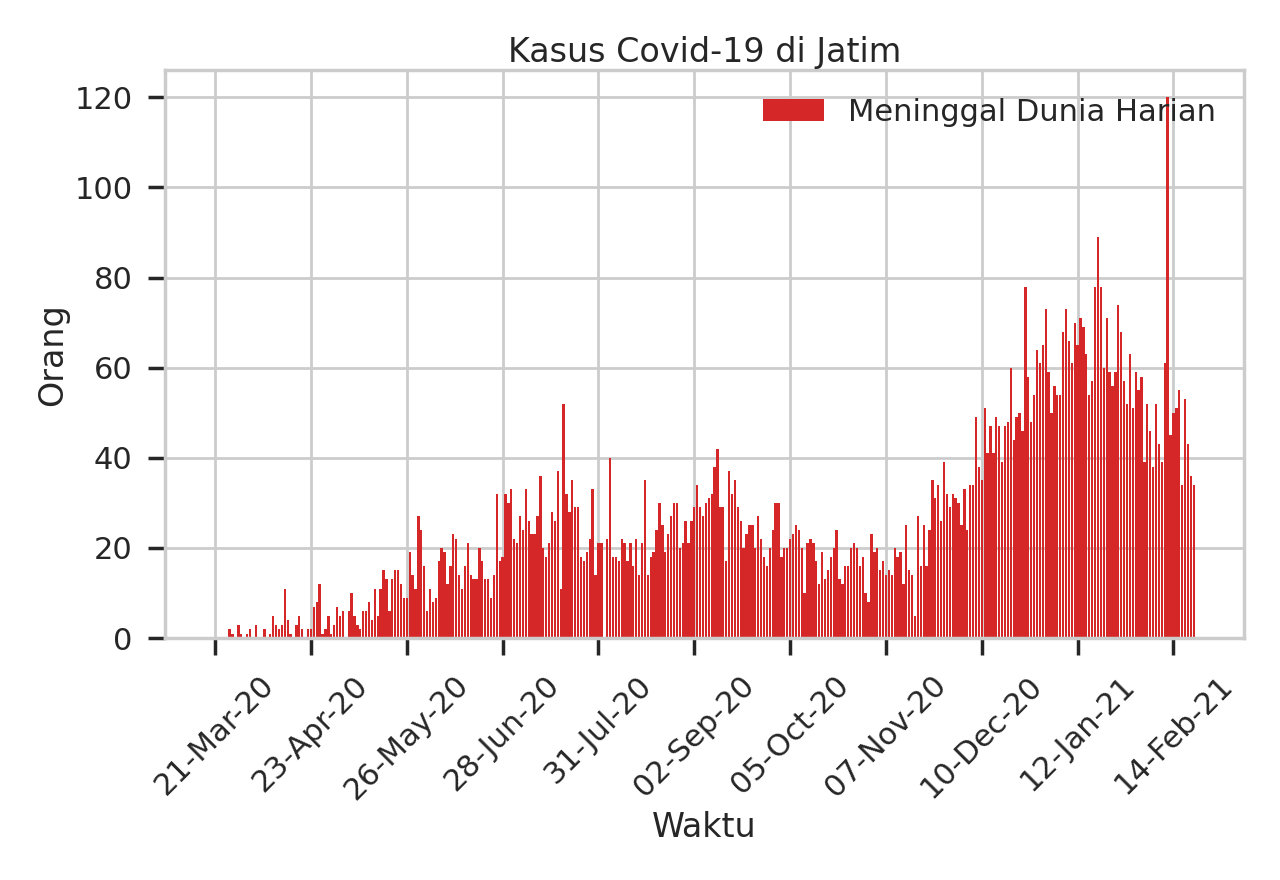 Kasus Covid-19 di Jatim
Meninggal Dunia Harian
120
100
80
60
40
20
0
Orang
21-Mar-20
23-Apr-20
26-May-20
28-Jun-20
31-Jul-20
02-Sep-20
05-Oct-20
07-Nov-20
10-Dec-20
12-Jan-21
14-Feb-21
Waktu